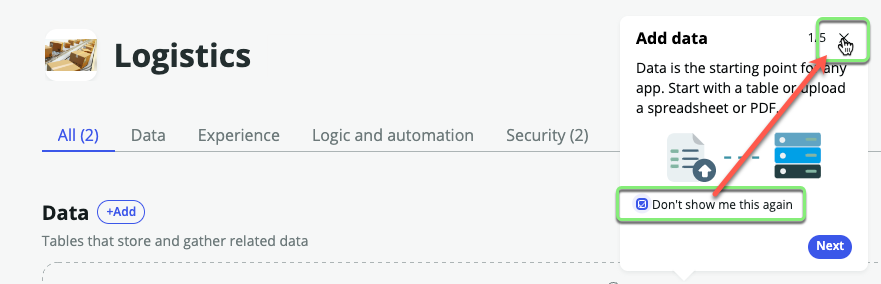 Logistics
All (2)
Data
Experience
Logic and automation
Security (2)
Data
+Add
Tables that store and gather related data
Add data
1/5
Data is the starting point for any
app. Start with a table or upload
a spreadsheet or PDF.
Don't show me this again
Next